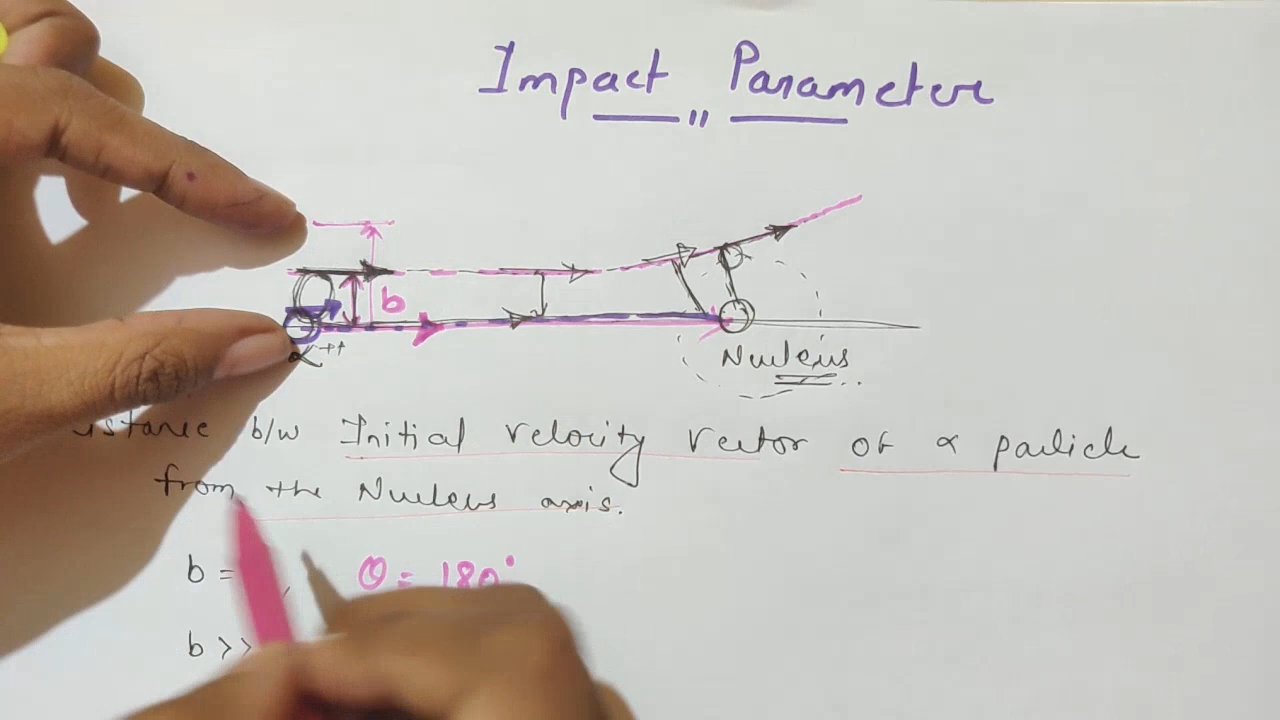 Impact Parameter
b
α++
Nucleus
istance b/w Initial velocity vector of α particle
from the Nucleus axis.
b = θ = 180°
b >>